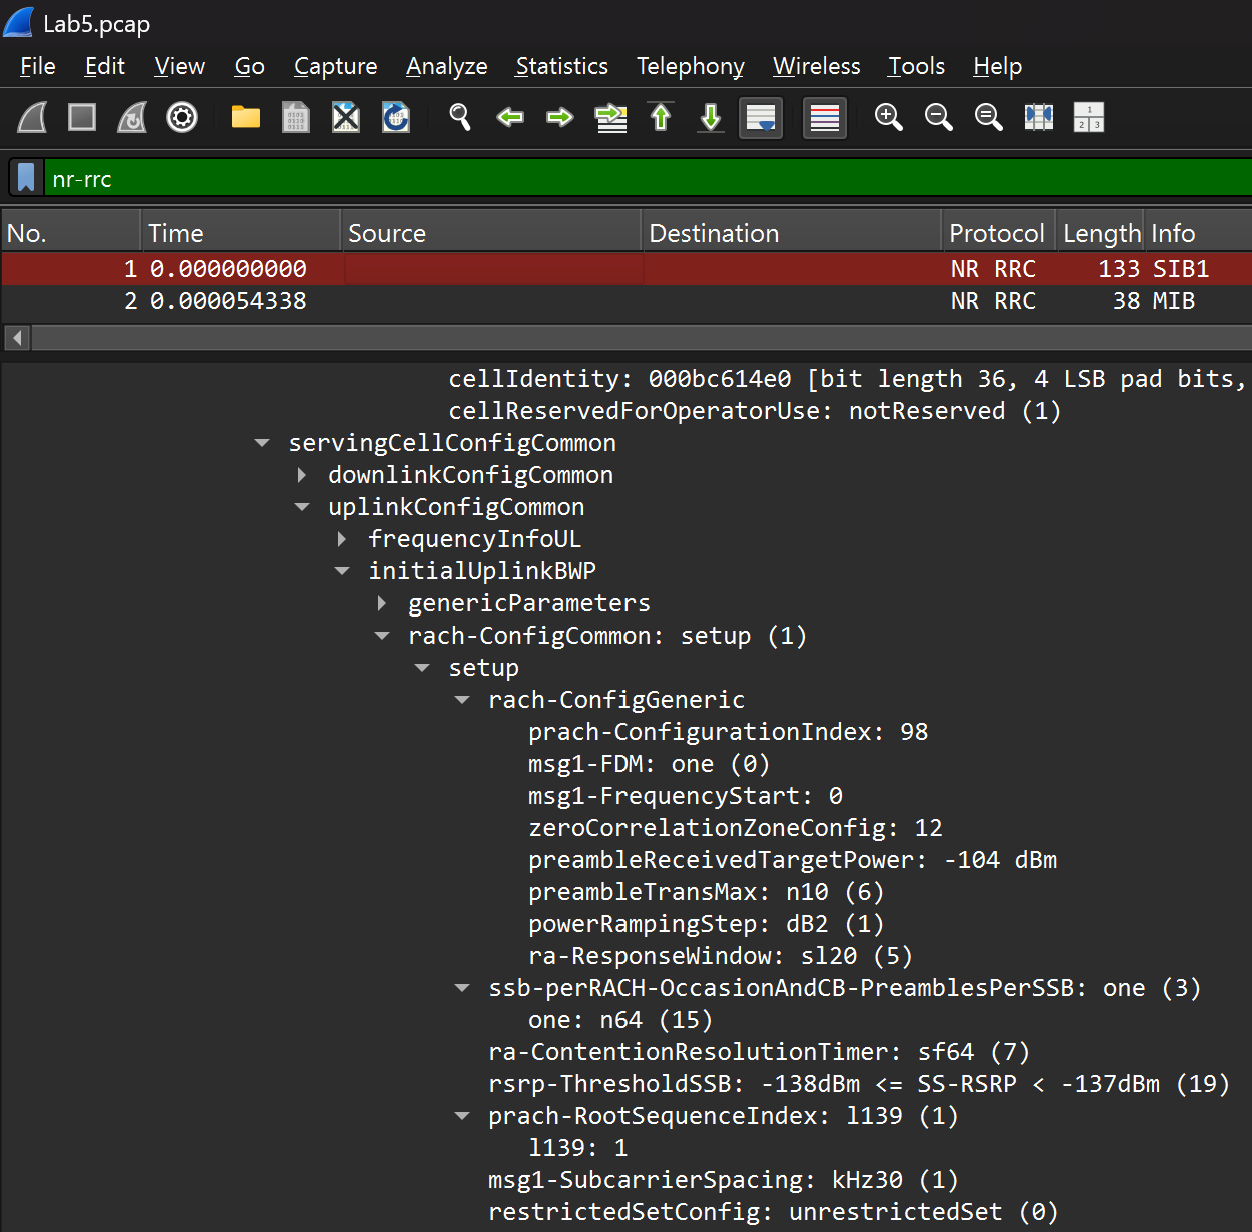 Lab5.pcap
File Edit View Go Capture Analyze Statistics Telephony Wireless Tools Help
nr-rrc
No. Time Source Destination Protocol Length Info
1 0.000000000 NR RRC 133 SIB1
2 0.000054338 NR RRC 38 MIB
cellIdentity: 000bc614e0 [bit length 36, 4 LSB pad bits,
cellReservedForOperatorUse: notReserved (1)
servingCellConfigCommon
downlinkConfigCommon
uplinkConfigCommon
frequencyInfoUL
initialUplinkBWP
genericParameters
rach-ConfigCommon: setup (1)
setup
rach-ConfigGeneric
prach-ConfigurationIndex: 98
msg1-FDM: one (0)
msg1-FrequencyStart: 0
zeroCorrelationZoneConfig: 12
preambleReceivedTargetPower: -104 dBm
preambleTransMax: n10 (6)
powerRampingStep: dB2 (1)
ra-ResponseWindow: sl20 (5)
ssb-perRACH-OccasionAndCB-PreamblesPerSSB: one (3)
one: n64 (15)
ra-ContentionResolutionTimer: sf64 (7)
rsrp-ThresholdSSB: -138dBm <= SS-RSRP < -137dBm (19)
prach-RootSequenceIndex: l139 (1)
l139: 1
msg1-SubcarrierSpacing: kHz30 (1)
restrictedSetConfig: unrestrictedSet (0)